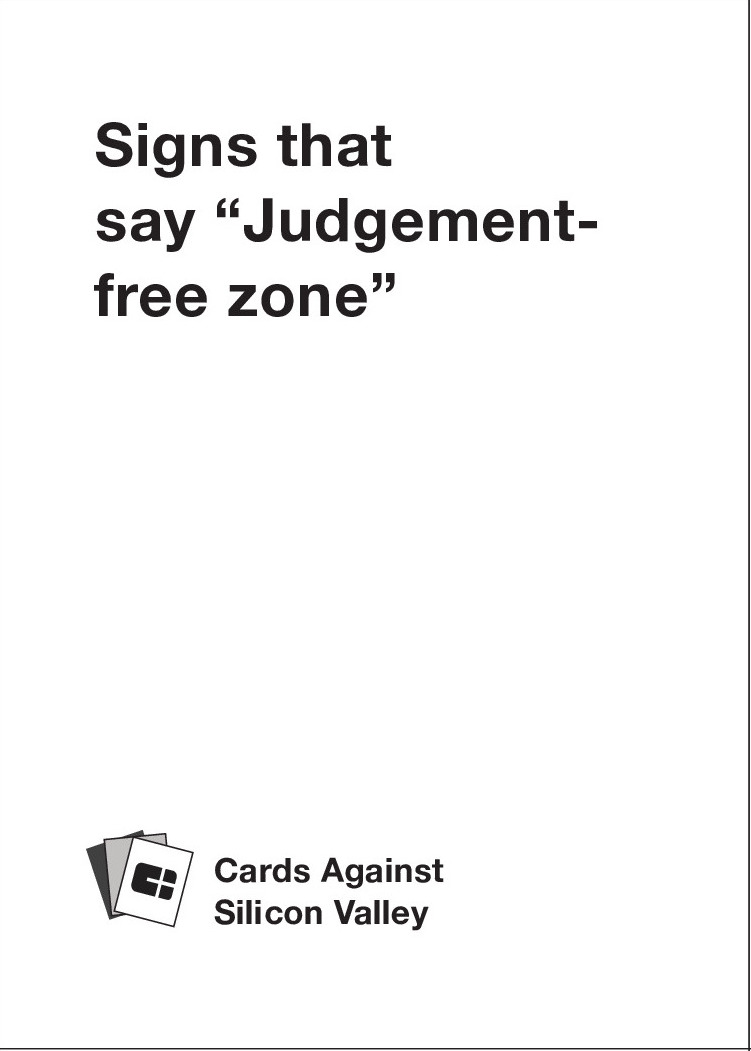 Signs that
say “Judgement-
free zone”
Cards Against
Silicon Valley